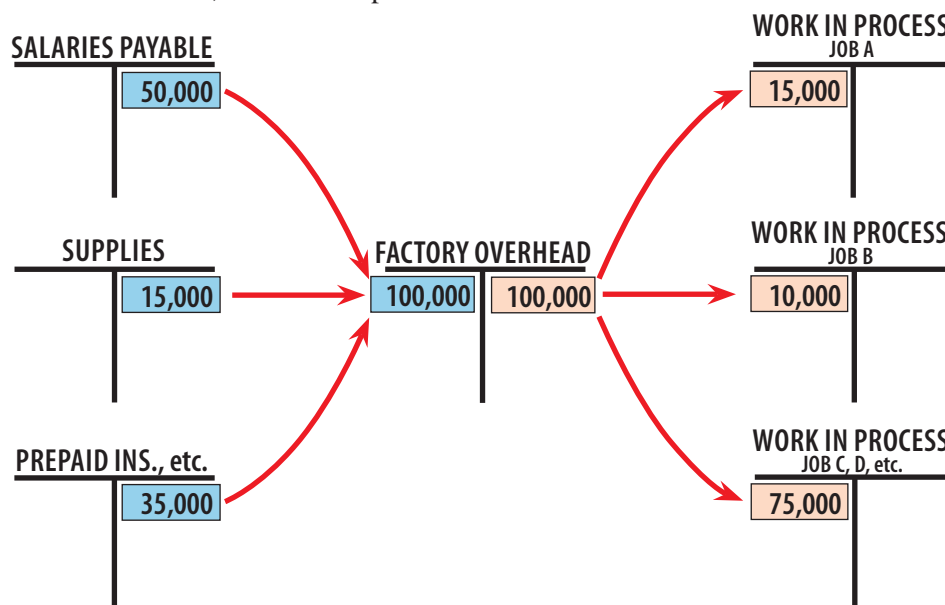 SALARIES PAYABLE
50,000
SUPPLIES
15,000
PREPAID INS., etc.
35,000
FACTORY OVERHEAD
100,000 100,000
WORK IN PROCESS
JOB A
15,000
WORK IN PROCESS
JOB B
10,000
WORK IN PROCESS
JOB C, D, etc.
75,000